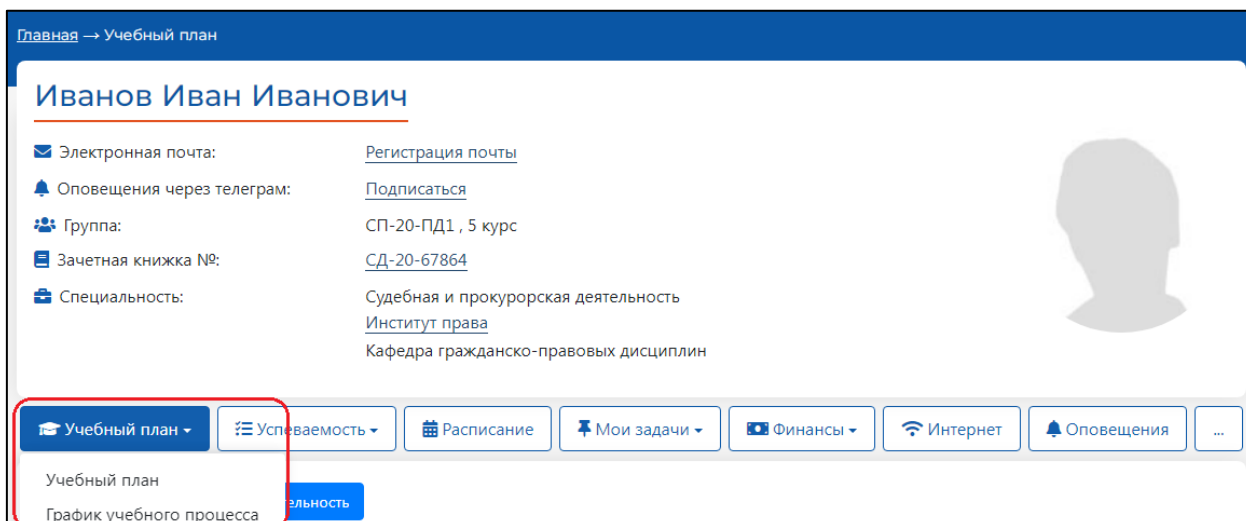 Главная → Учебный план
Иванов Иван Иванович
Электронная почта: Регистрация почты
Оповещения через телеграм: Подписаться
Группа: СП-20-ПД1 , 5 курс
Зачетная книжка №: СД-20-67864
Специальность: Судебная и прокурорская деятельность
Институт права
Кафедра гражданско-правовых дисциплин
Учебный план Успеваемость Расписание Мои задачи Финансы Интернет Оповещения ...
Учебный план
ельность
График учебного процесса